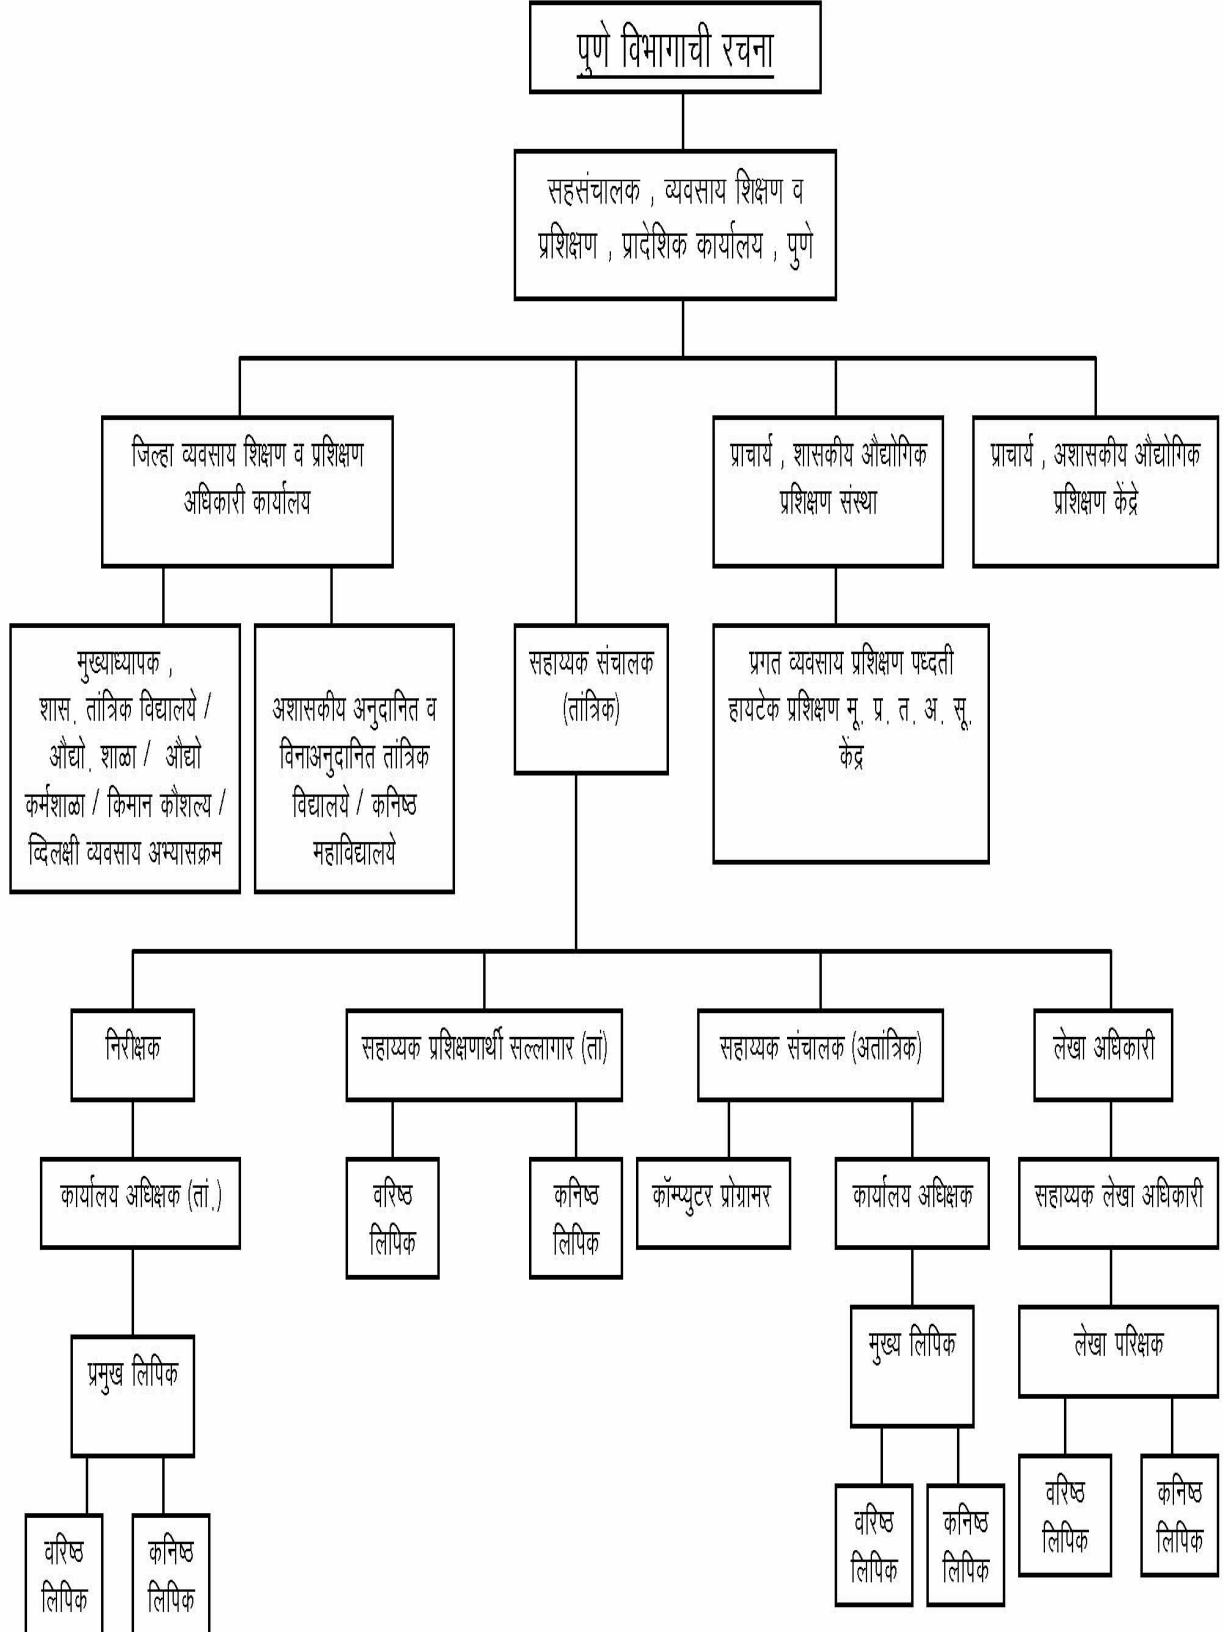 पुणे विभागाची रचना
सहसंचालक , व्यवसाय शिक्षण व
प्रशिक्षण , प्रादेशिक कार्यालय , पुणे
जिल्हा व्यवसाय शिक्षण व प्रशिक्षण
अधिकारी कार्यालय
प्राचार्य , शासकीय औद्योगिक
प्रशिक्षण संस्था
प्राचार्य , अशासकीय औद्योगिक
प्रशिक्षण केंद्रे
मुख्याध्यापक ,
शास. तांत्रिक विद्यालये /
औद्यो. शाळा / औद्यो
कर्मशाळा / किमान कौशल्य /
व्दिलक्षी व्यवसाय अभ्यासक्रम
अशासकीय अनुदानित व
विनाअनुदानित तांत्रिक
विद्यालये / कनिष्ठ
महाविद्यालये
सहाय्यक संचालक
(तांत्रिक)
प्रगत व्यवसाय प्रशिक्षण पध्दती
हायटेक प्रशिक्षण मू. प्र. त. अ. सू.
केंद्र
निरीक्षक
सहाय्यक प्रशिक्षणार्थी सल्लागार (तां)
सहाय्यक संचालक (अतांत्रिक)
लेखा अधिकारी
कार्यालय अधिक्षक (तां.)
वरिष्ठ
लिपिक
कनिष्ठ
लिपिक
कॉम्प्युटर प्रोग्रामर
कार्यालय अधिक्षक
सहाय्यक लेखा अधिकारी
प्रमुख लिपिक
मुख्य लिपिक
लेखा परिक्षक
वरिष्ठ
लिपिक
कनिष्ठ
लिपिक
वरिष्ठ
लिपिक
कनिष्ठ
लिपिक
वरिष्ठ
लिपिक
कनिष्ठ
लिपिक